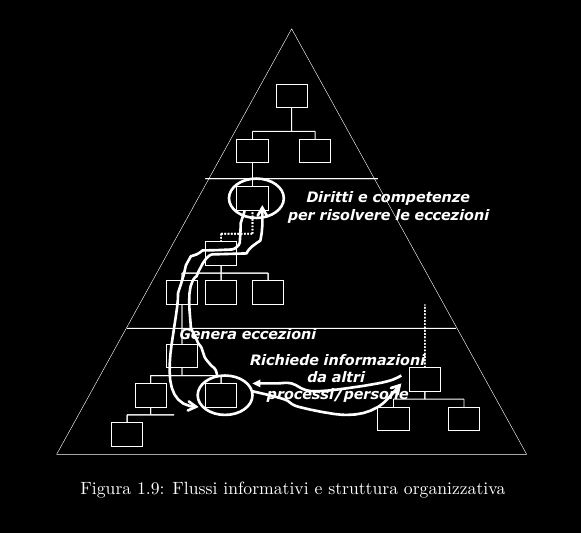 Diritti e competenze
per risolvere le eccezioni
Genera eccezioni
Richiede informazioni
da altri
processi/persone
Figura 1.9: Flussi informativi e struttura organizzativa